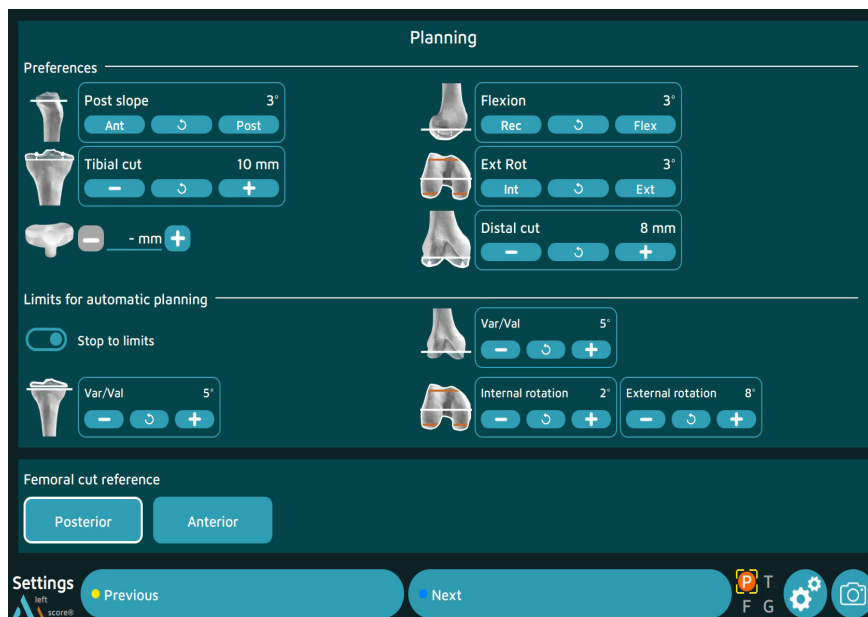 Planning
Preferences
Post slope 3°
Ant Post
Tibial cut 10 mm
- mm
Flexion 3°
Rec Flex
Ext Rot 3°
Int Ext
Distal cut 8 mm
Limits for automatic planning
Stop to limits
Var/Val 5°
Var/Val 5°
Internal rotation 2°
External rotation 8°
Femoral cut reference
Posterior Anterior
Settings
left
score®
Previous
Next
P T
F G